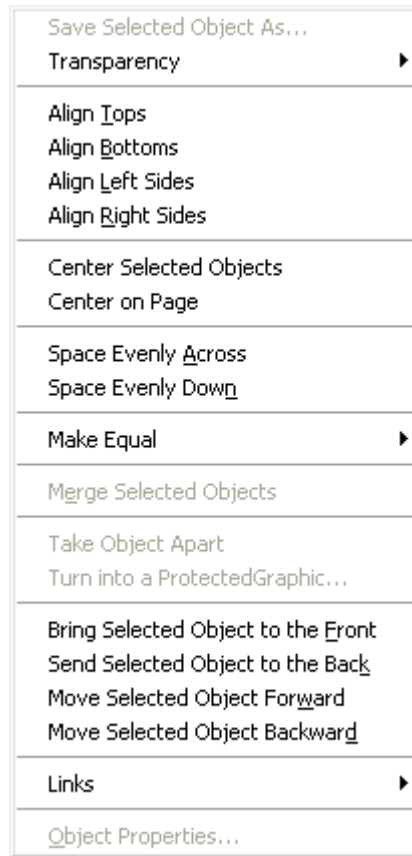 Save Selected Object As...
Transparency
Align Tops
Align Bottoms
Align Left Sides
Align Right Sides
Center Selected Objects
Center on Page
Space Evenly Across
Space Evenly Down
Make Equal
Merge Selected Objects
Take Object Apart
Turn into a ProtectedGraphic...
Bring Selected Object to the Front
Send Selected Object to the Back
Move Selected Object Forward
Move Selected Object Backward
Links
Object Properties...